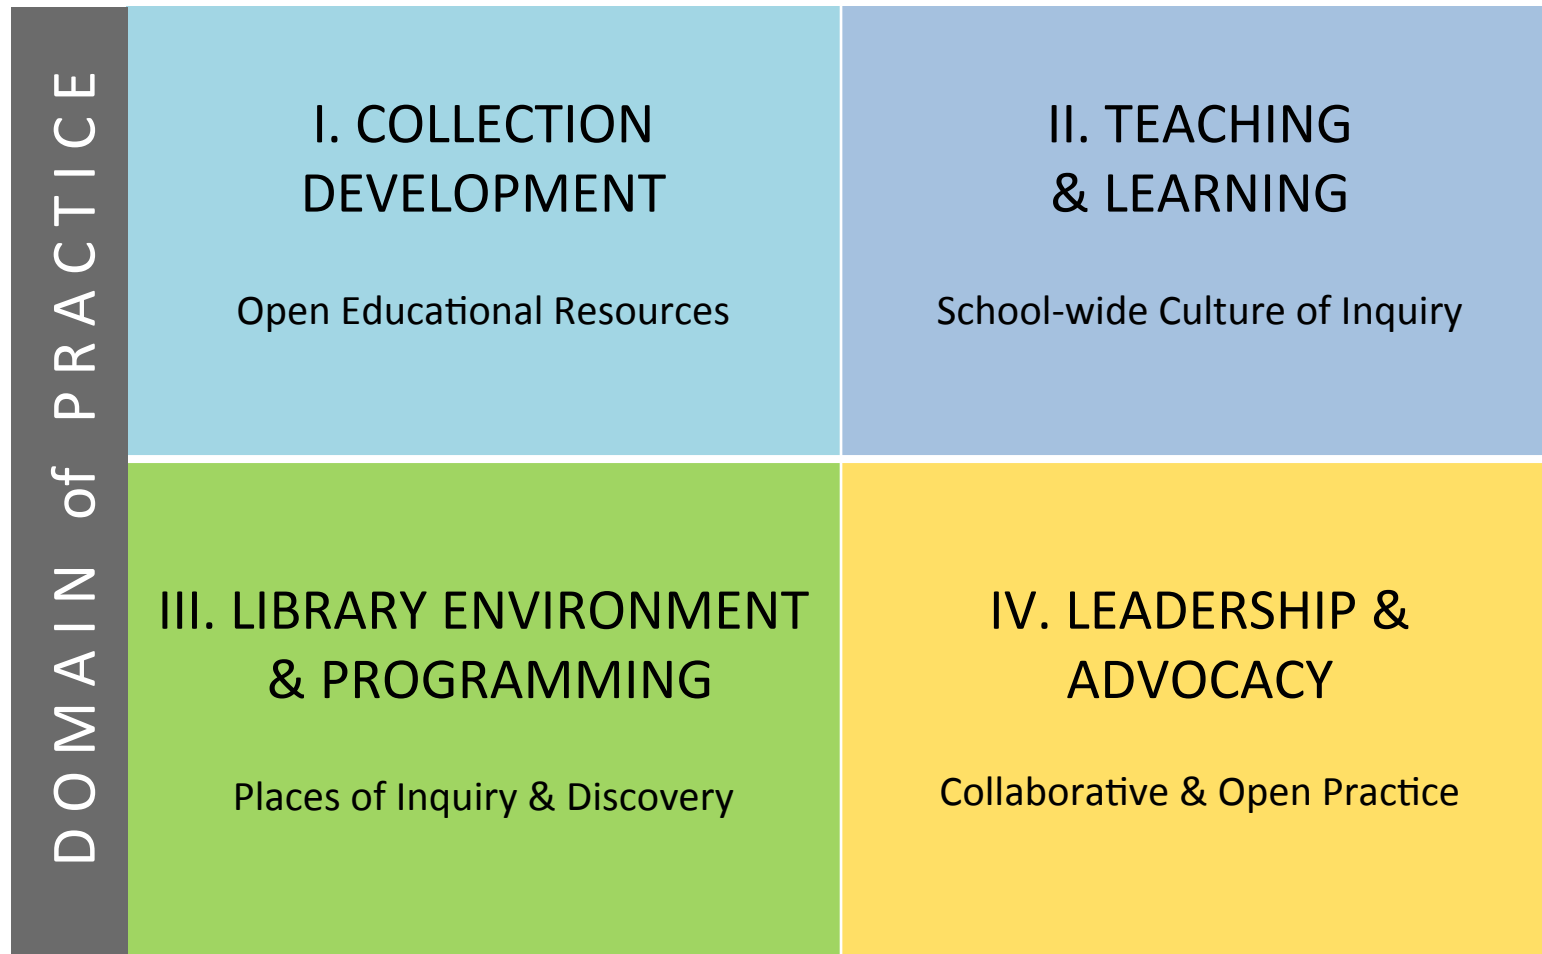 DOMAIN of PRACTICE
I. COLLECTION
DEVELOPMENT
Open Educational Resources
II. TEACHING
& LEARNING
School-wide Culture of Inquiry
III. LIBRARY ENVIRONMENT
& PROGRAMMING
Places of Inquiry & Discovery
IV. LEADERSHIP &
ADVOCACY
Collaborative & Open Practice